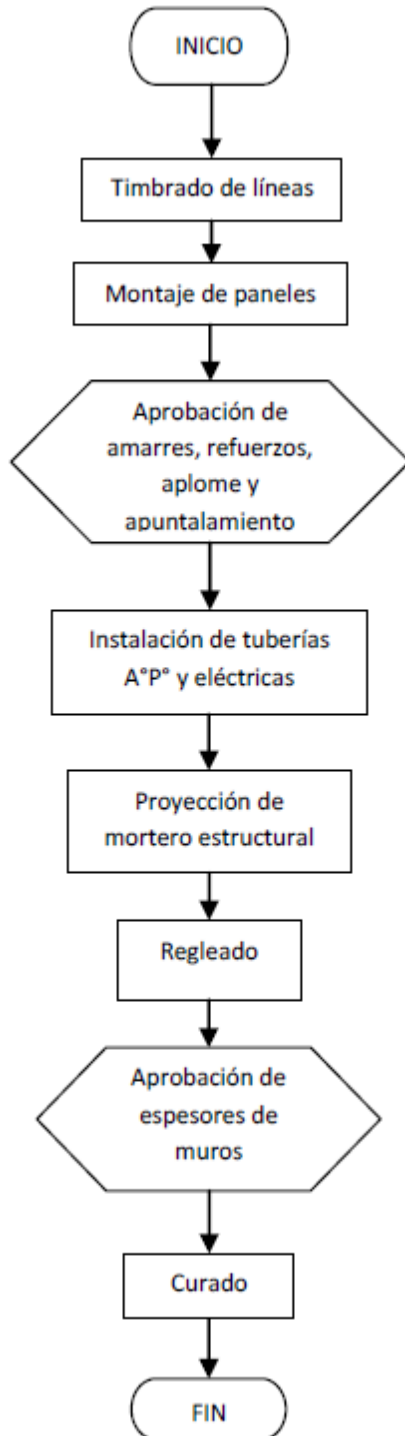 INICIO
Timbrado de líneas
Montaje de paneles
Aprobación de
amarres, refuerzos,
aplome y
apuntalamiento
Instalación de tuberías
A°P° y eléctricas
Proyección de
mortero estructural
Regleado
Aprobación de
espesores de
muros
Curado
FIN